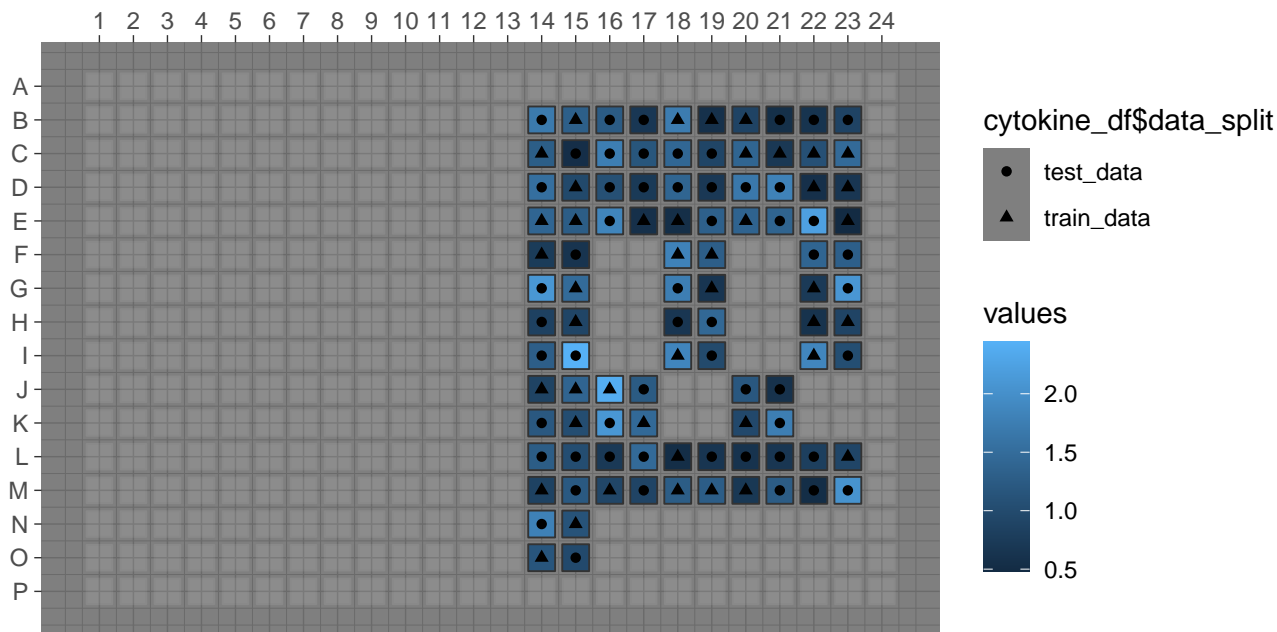 1 2 3 4 5 6 7 8 9 10 11 12 13 14 15 16 17 18 19 20 21 22 23 24
A
B
C
D
E
F
G
H
I
J
K
L
M
N
O
P
cytokine_df$data_split
test_data
train_data
values
2.0
1.5
1.0
0.5